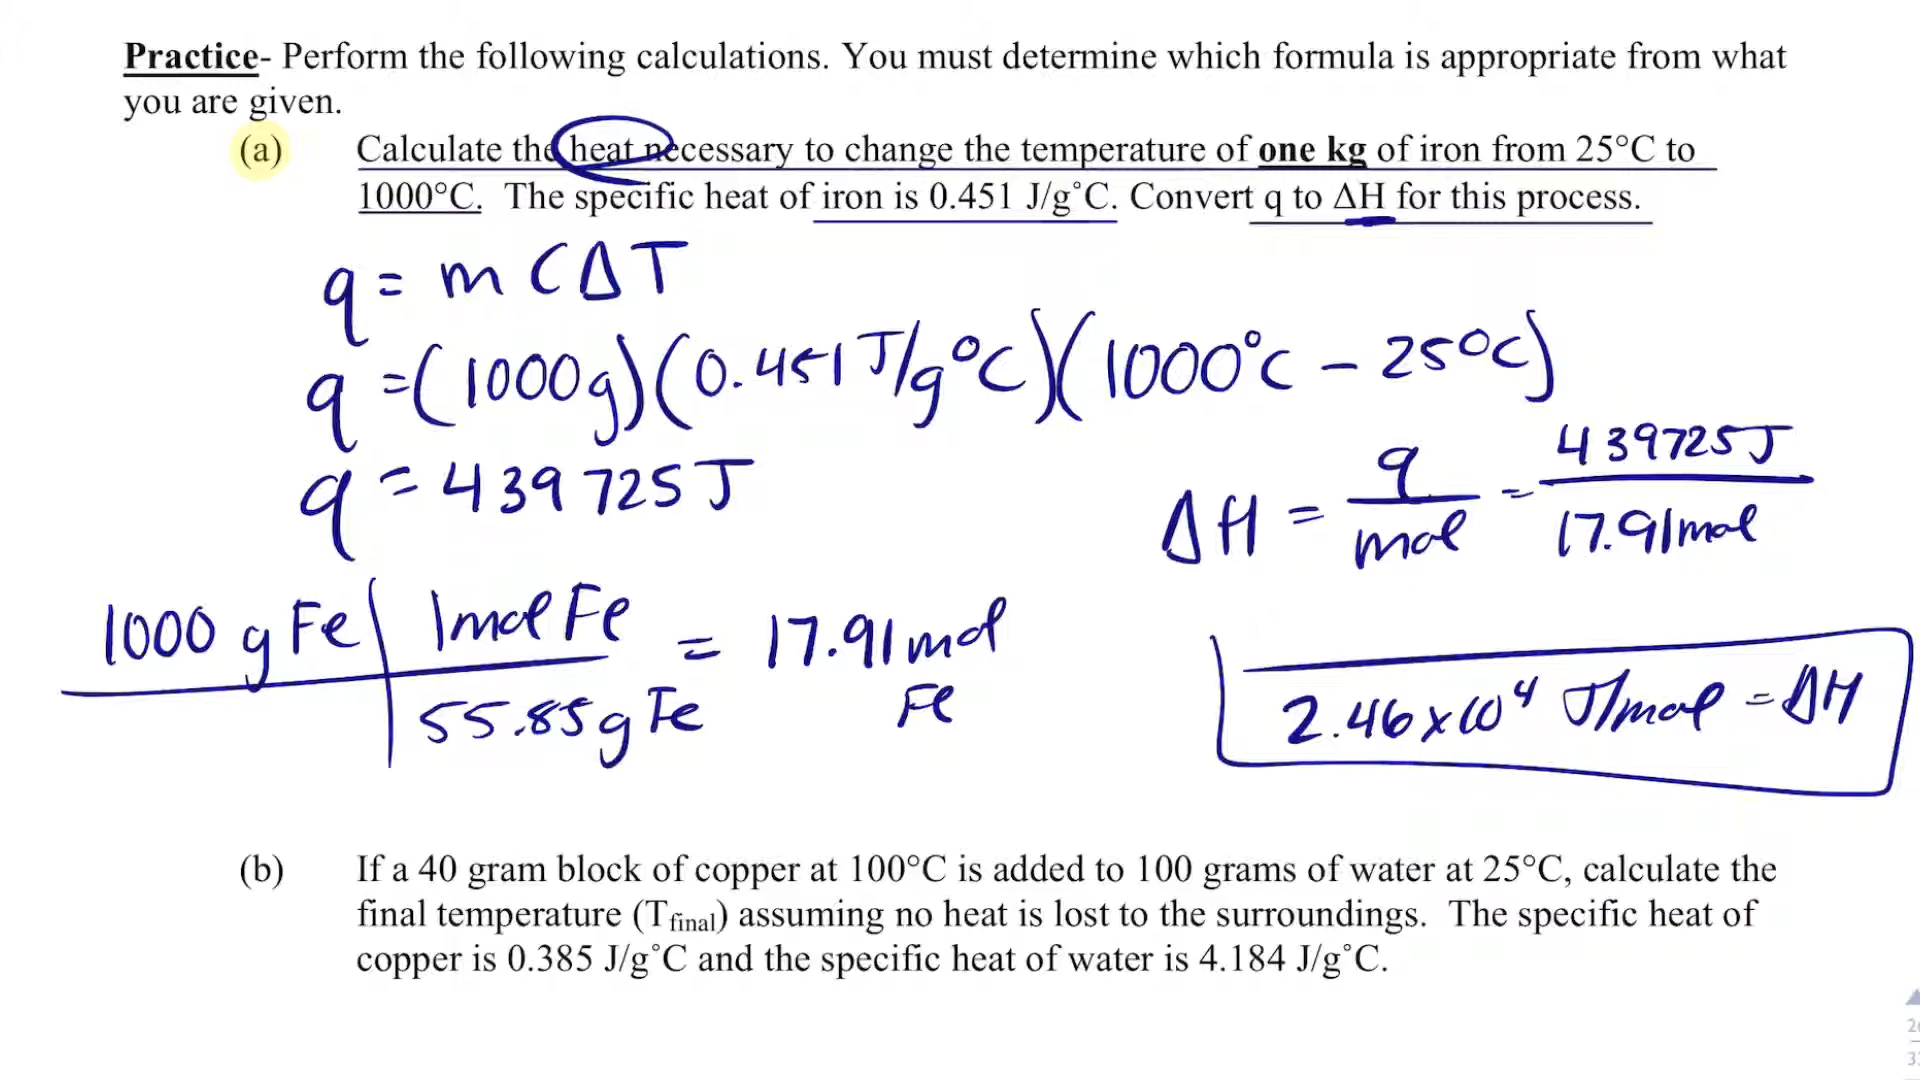 Practice- Perform the following calculations. You must determine which formula is appropriate from what
you are given.
(a) Calculate the heat necessary to change the temperature of one kg of iron from 25°C to
1000°C. The specific heat of iron is 0.451 J/g°C. Convert q to ΔH for this process.
q = m C Δ T
q = (1000g)(0.451 J/g°C)(1000°C - 25°C)
q = 439725J
ΔH = q/mol = 439725J/17.91mol
1000 g Fe | 1mol Fe / 55.85g Fe = 17.91mol Fe
2.46x10⁴ J/mol = ΔH
(b) If a 40 gram block of copper at 100°C is added to 100 grams of water at 25°C, calculate the
final temperature (Tfinal) assuming no heat is lost to the surroundings. The specific heat of
copper is 0.385 J/g°C and the specific heat of water is 4.184 J/g°C.